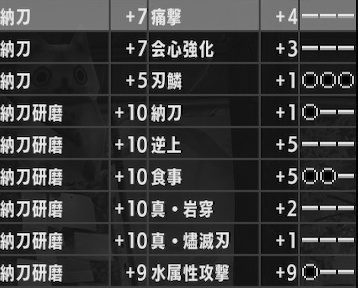 納刀 +7 痛撃 +4 ---
納刀 +7 会心強化 +3 ---
納刀 +5 刃鱗 +1 ○○○
納刀研磨 +10 納刀 +1 ○--
納刀研磨 +10 逆上 +5 ---
納刀研磨 +10 食事 +5 ○○-
納刀研磨 +10 真・岩穿 +2 ---
納刀研磨 +10 真・燼滅刃 +1 ---
納刀研磨 +9 水属性攻撃 +9 ○--